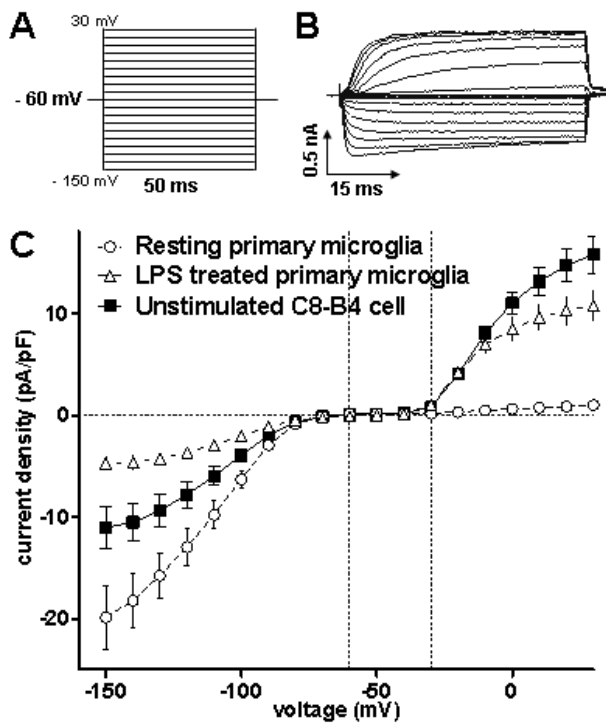 A
30 mV
- 60 mV
- 150 mV
50 ms
B
0.5 nA
15 ms
C
Resting primary microglia
LPS treated primary microglia
Unstimulated C8-B4 cell
current density (pA/pF)
10
0
-10
-20
-150
-100
-50
0
voltage (mV)